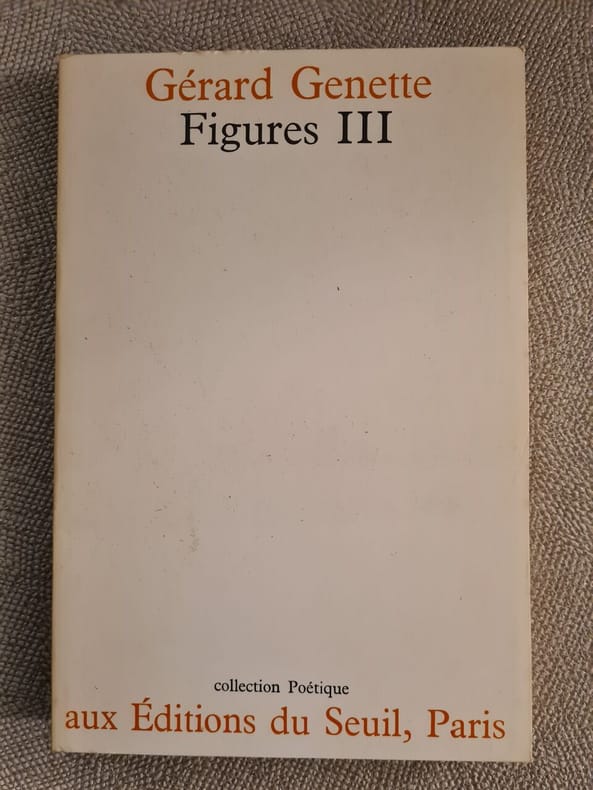 Gérard Genette
Figures III
collection Poétique
aux Éditions du Seuil, Paris